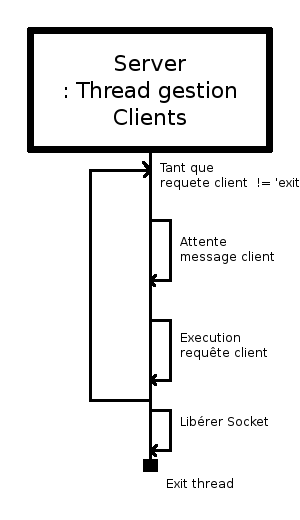 Server
: Thread gestion
Clients
Tant que
requete client != 'exit
Attente
message client
Execution
requête client
Libérer Socket
Exit thread